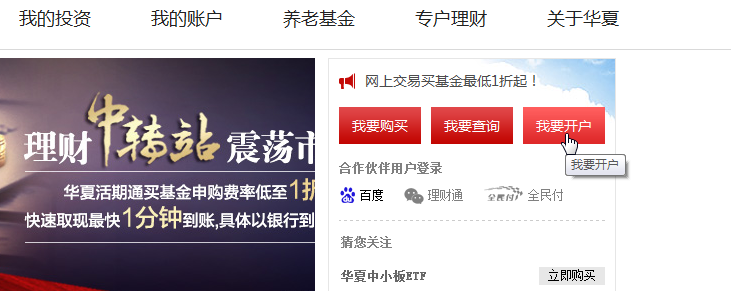 我的投资 我的账户 养老基金 专户理财 关于华夏
理财中转站 震荡市
华夏活期通买基金申购费率低至1折
快速取现最快1分钟到账,具体以银行到
网上交易买基金最低1折起！
我要购买 我要查询 我要开户
我要开户
合作伙伴用户登录
百度 理财通 全民付 全民付
猜您关注
华夏中小板ETF 立即购买